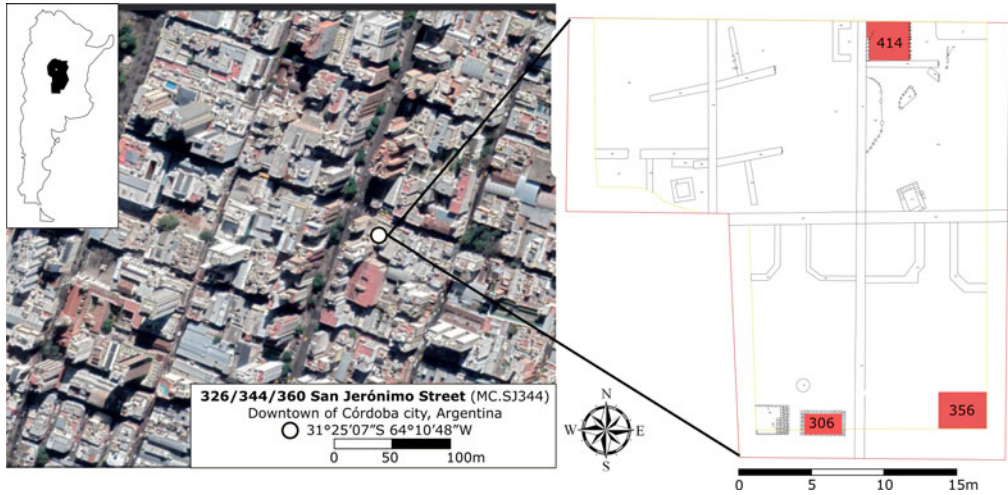 414
326/344/360 San Jerónimo Street (MC.SJ344)
Downtown of Córdoba city, Argentina
31°25'07"S 64°10'48"W
0 50 100m
N
W E
S
306
356
0 5 10 15m